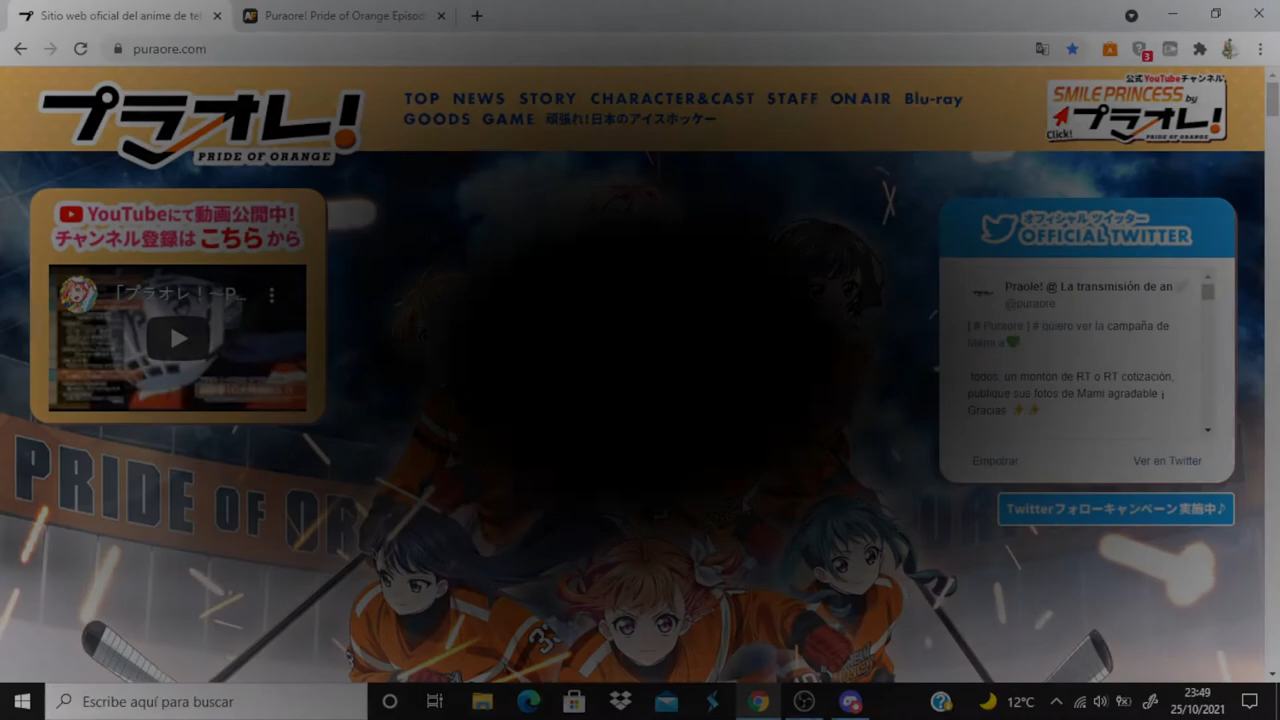 Sitio web oficial del anime de tel
Puraore! Pride of Orange Episod
puraore.com
3
プラオレ!
PRIDE OF ORANGE
TOP NEWS STORY CHARACTER&CAST STAFF ON AIR Blu-ray
GOODS GAME 頑張れ!日本のアイスホッケー
公式YouTubeチャンネル
SMILE PRINCESS by
Click! プラオレ!
PRIDE OF ORANGE
YouTubeにて動画公開中!
チャンネル登録は こちら から
「プラオレ!~P...
オフィシャルツイッター
OFFICIAL TWITTER
Praole! @ La transmisión de an
@puraore
[ # Puraore ] # quiero ver la campaña de
Mami a💚
todos, un montón de RT o RT cotización,
publique sus fotos de Mami agradable ¡
Gracias ✨✨
Empotrar Ver en Twitter
Twitterフォローキャンペーン実施中♪
PRIDE OF OR
33
Escribe aquí para buscar
12°C
23:49
25/10/2021